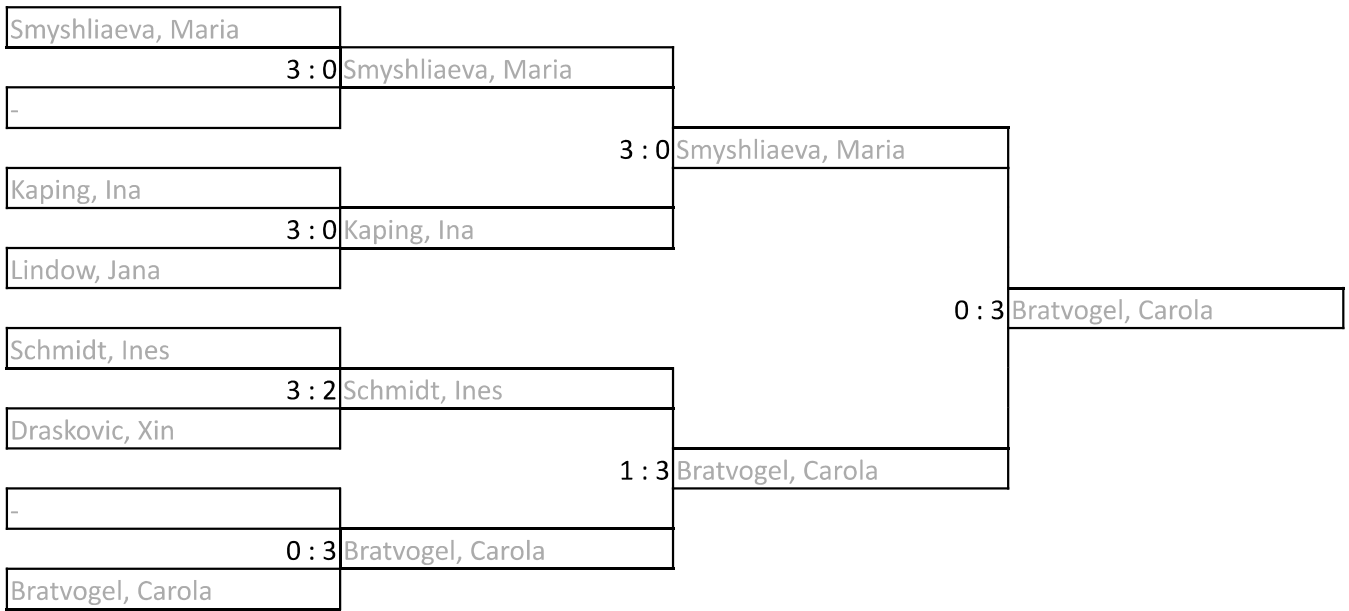 Smyshliaeva, Maria
3 : 0 Smyshliaeva, Maria
-
3 : 0 Smyshliaeva, Maria
Kaping, Ina
3 : 0 Kaping, Ina
Lindow, Jana
0 : 3 Bratvogel, Carola
Schmidt, Ines
3 : 2 Schmidt, Ines
Draskovic, Xin
1 : 3 Bratvogel, Carola
-
0 : 3 Bratvogel, Carola
Bratvogel, Carola